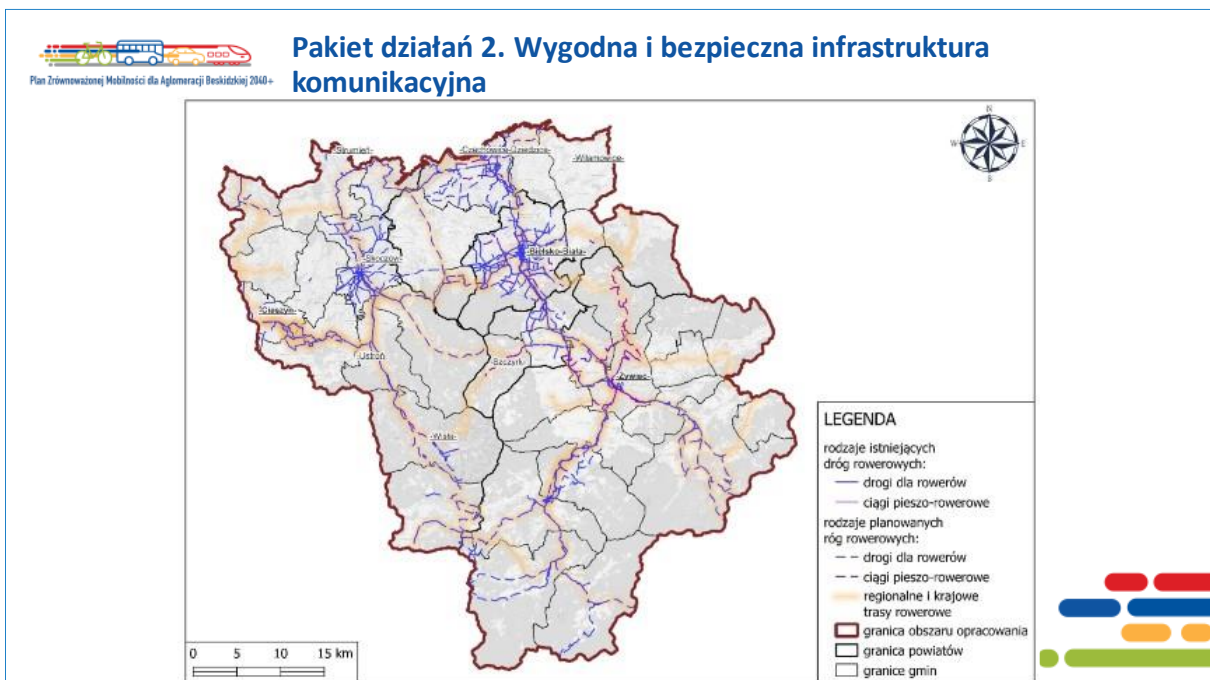 Pakiet działań 2. Wygodna i bezpieczna infrastruktura
komunikacyjna
Plan Zrównoważonej Mobilności dla Aglomeracji Beskidzkiej 2040+
N
W E
S
-Strumień-
-Czechowice-Dziedzice-
-Wilamowice-
-Skoczów-
-Bielsko-Biała-
-Cieszyn-
-Ustroń
-Szczyrk-
-Żywiec-
-Wisła-
LEGENDA
rodzaje istniejących
dróg rowerowych:
drogi dla rowerów
ciągi pieszo-rowerowe
rodzaje planowanych
róg rowerowych:
drogi dla rowerów
ciągi pieszo-rowerowe
regionalne i krajowe
trasy rowerowe
granica obszaru opracowania
granica powiatów
granice gmin
0 5 10 15 km